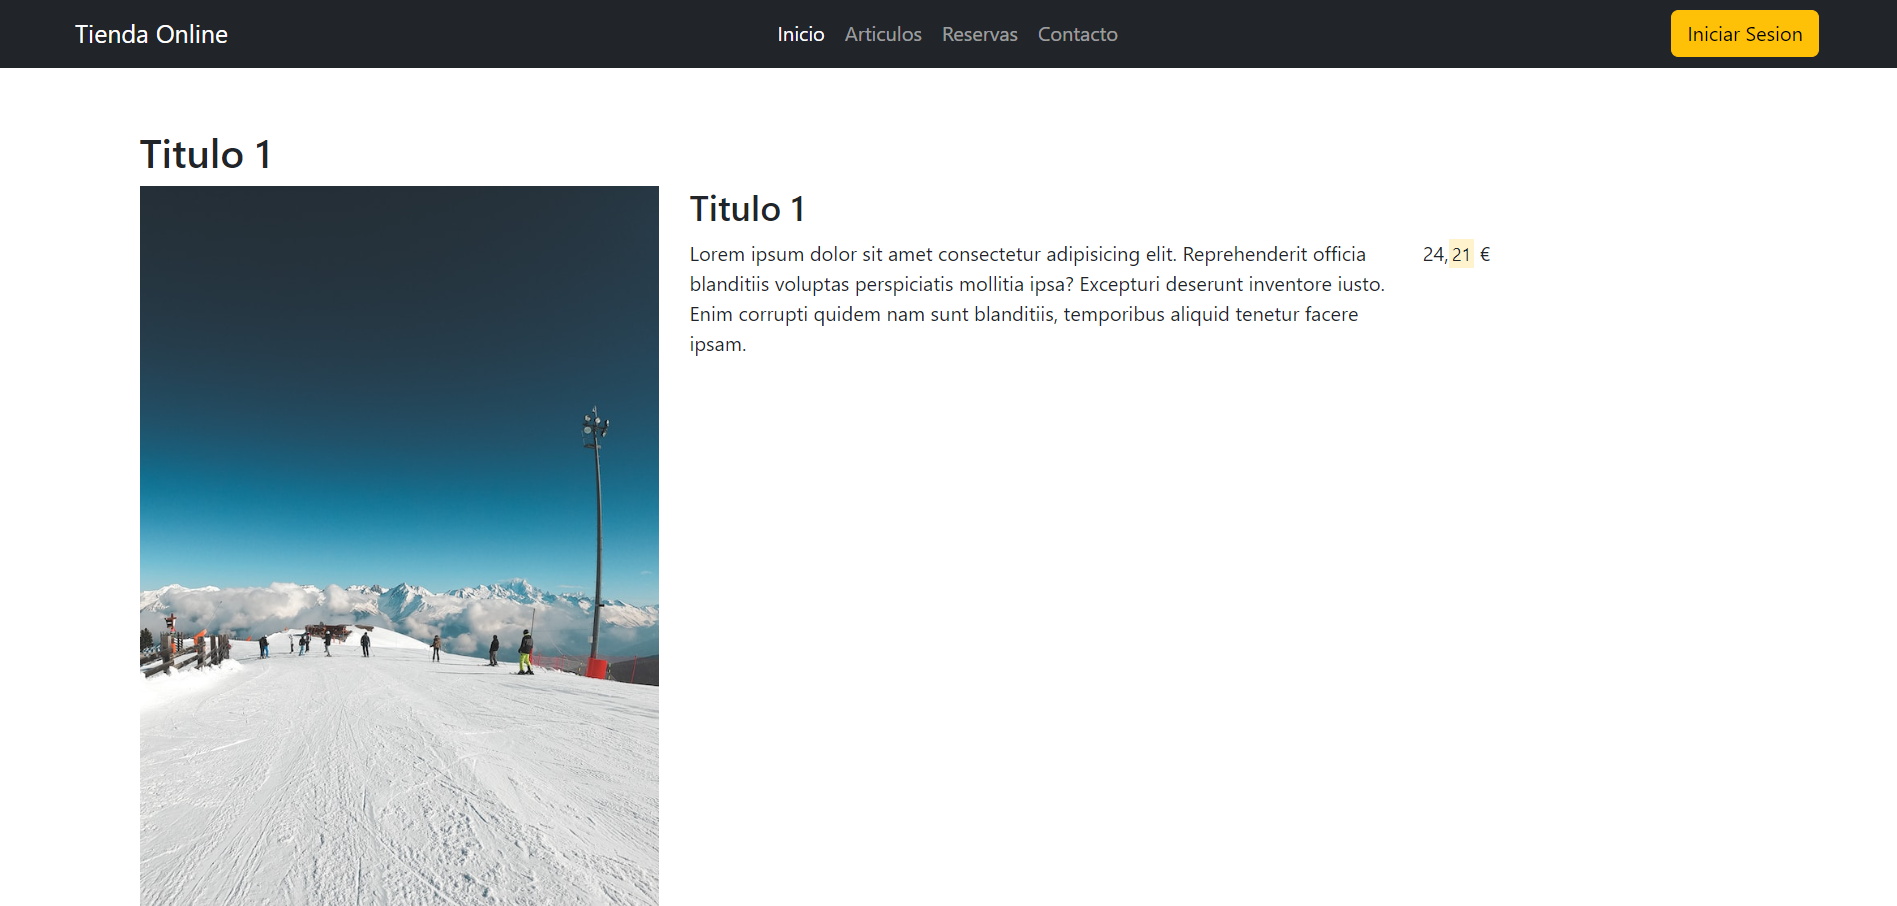 Tienda Online
Inicio Articulos Reservas Contacto
Iniciar Sesion
Titulo 1
Titulo 1
Lorem ipsum dolor sit amet consectetur adipisicing elit. Reprehenderit officia
blanditiis voluptas perspiciatis mollitia ipsa? Excepturi deserunt inventore iusto.
Enim corrupti quidem nam sunt blanditiis, temporibus aliquid tenetur facere
ipsam.
24,21 €